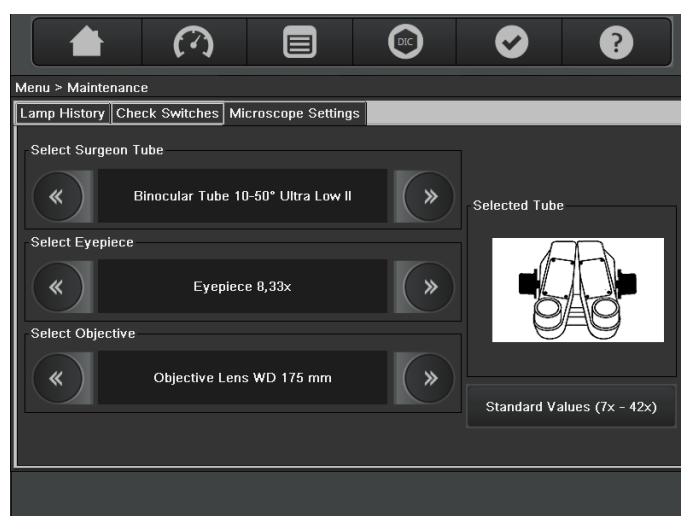 DIC
?
Menu > Maintenance
Lamp History Check Switches Microscope Settings
Select Surgeon Tube
Binocular Tube 10-50° Ultra Low II
Selected Tube
Select Eyepiece
Eyepiece 8,33x
Select Objective
Objective Lens WD 175 mm
Standard Values (7x - 42x)